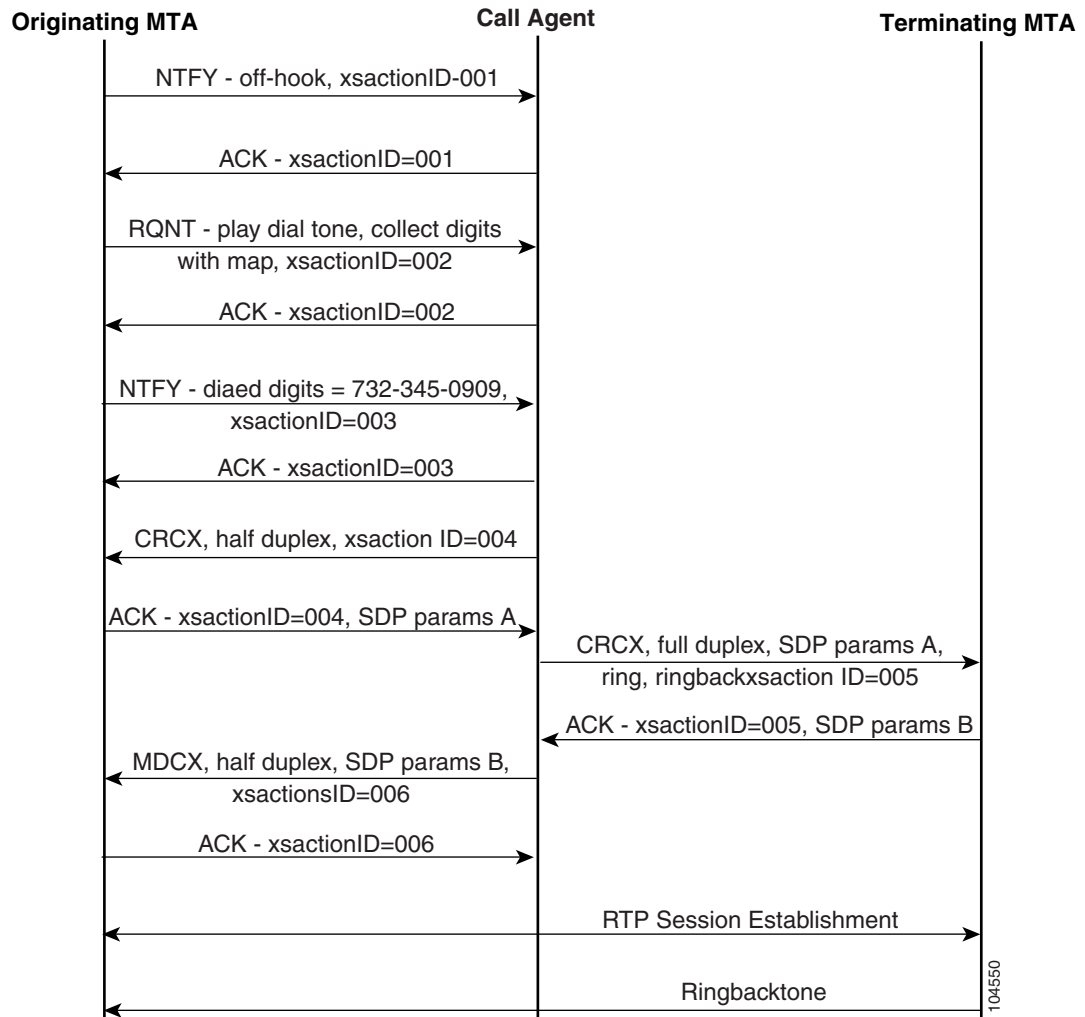 Originating MTA
Call Agent
Terminating MTA
NTFY - off-hook, xsactionID-001
ACK - xsactionID=001
RQNT - play dial tone, collect digits
with map, xsactionID=002
ACK - xsactionID=002
NTFY - diaed digits = 732-345-0909,
xsactionID=003
ACK - xsactionID=003
CRCX, half duplex, xsaction ID=004
ACK - xsactionID=004, SDP params A
CRCX, full duplex, SDP params A,
ring, ringbackxsaction ID=005
ACK - xsactionID=005, SDP params B
MDCX, half duplex, SDP params B,
xsactionsID=006
ACK - xsactionID=006
RTP Session Establishment
Ringbacktone
104550